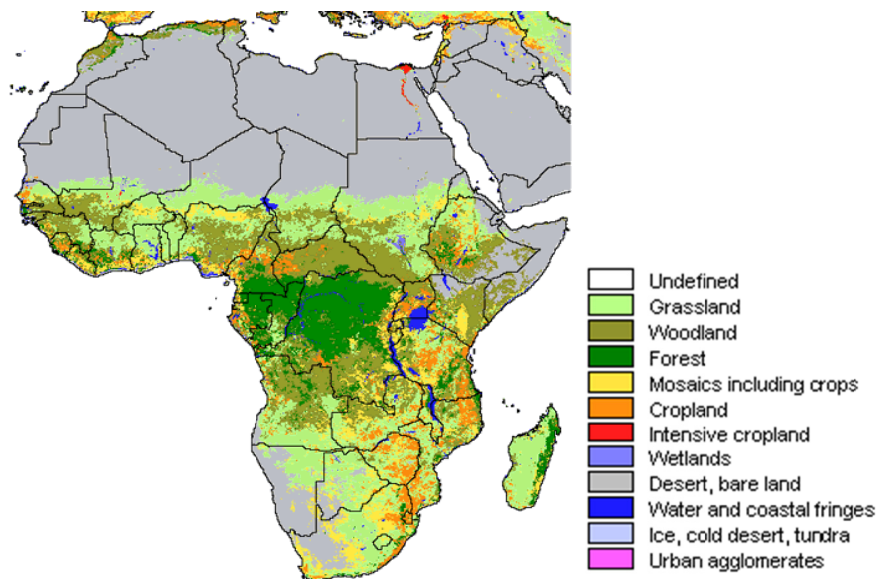 Undefined
Grassland
Woodland
Forest
Mosaics including crops
Cropland
Intensive cropland
Wetlands
Desert, bare land
Water and coastal fringes
Ice, cold desert, tundra
Urban agglomerates